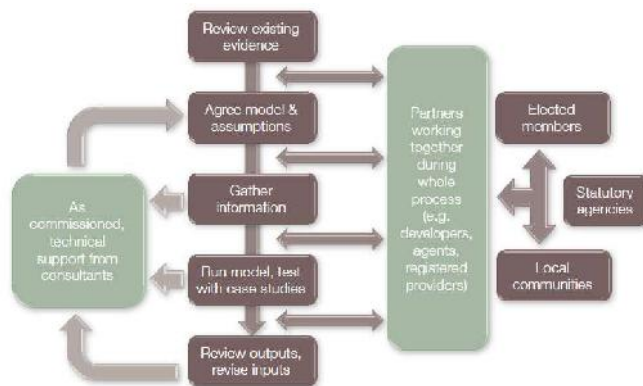 Review existing
evidence
Agree model &
assumptions
Gather
information
Run model, test
with case studies
Review outputs,
revise inputs
As
commissioned,
technical
support from
consultants
Partners
working
together
during
whole
process
(e.g.
developers,
agents,
registered
providers)
Elected
members
Statutory
agencies
Local
communities